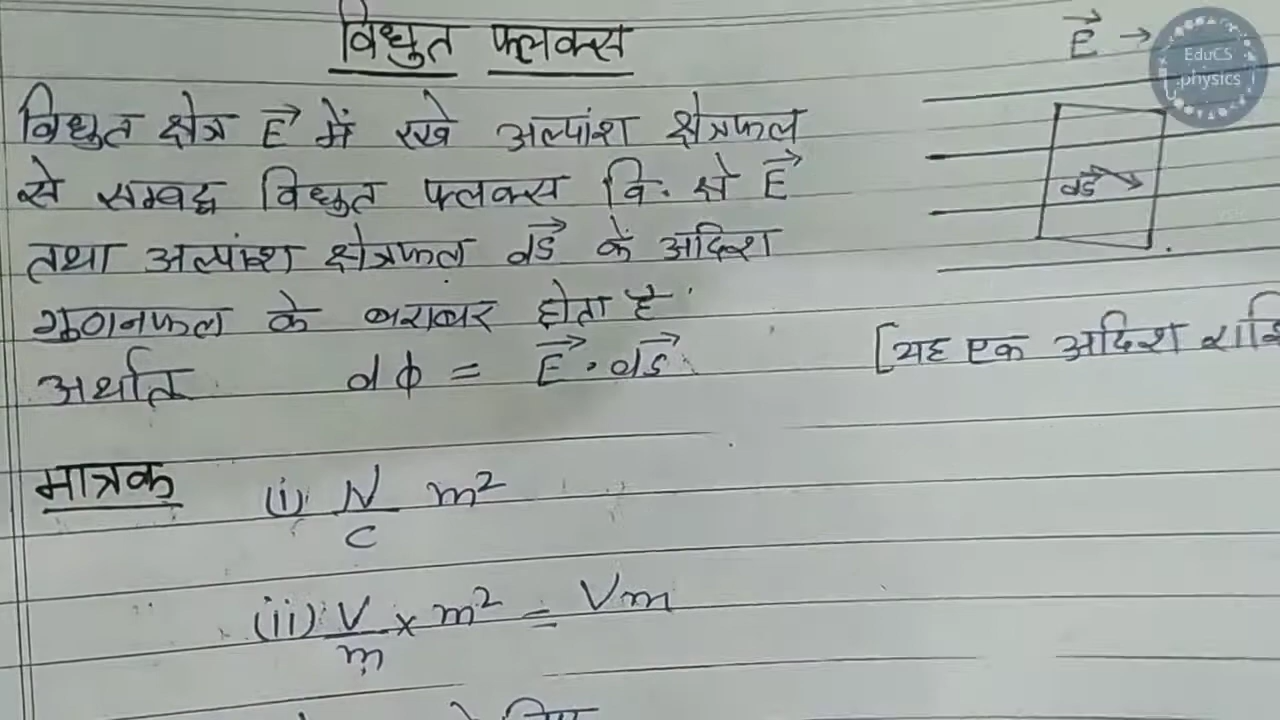 विधुत फ्लक्स
E →
EduCS
physics
विधुत क्षेत्र E→ में रखे अल्पांश क्षेत्रफल
से सम्बद्ध विधुत फ्लक्स वि. क्षे E→
तथा अल्पांश क्षेत्रफल ds→ के अदिश
गुणनफल के बराबर होता है
अर्थात dϕ = E→ . ds→
ds→
[यह एक अदिश
मात्रक (i) N/C m²
(ii) V/m × m² = Vm